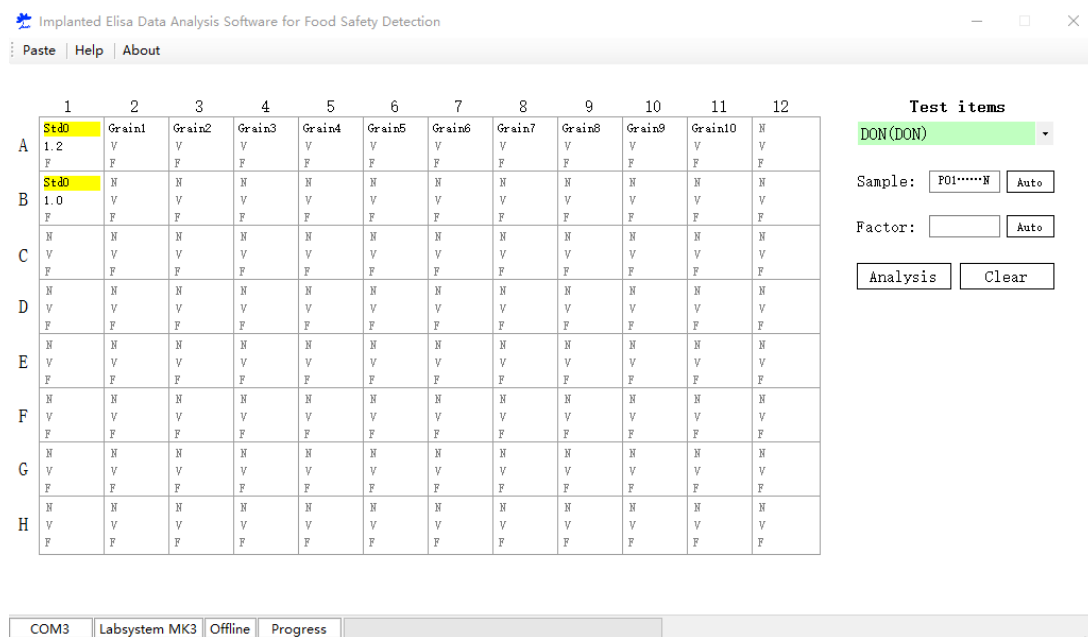 Implanted Elisa Data Analysis Software for Food Safety Detection
Paste Help About
1 2 3 4 5 6 7 8 9 10 11 12
Test items
Std0 Grain1 Grain2 Grain3 Grain4 Grain5 Grain6 Grain7 Grain8 Grain9 Grain10 N
DON(DON)
A 1.2 V V V V V V V V V V V
F F F F F F F F F F F F
Std0 N N N N N N N N N N N
Sample: P01······N Auto
B 1.0 V V V V V V V V V V V
F F F F F F F F F F F F
Factor: Auto
N N N N N N N N N N N N
C V V V V V V V V V V V V
F F F F F F F F F F F F
Analysis Clear
N N N N N N N N N N N N
D V V V V V V V V V V V V
F F F F F F F F F F F F
N N N N N N N N N N N N
E V V V V V V V V V V V V
F F F F F F F F F F F F
N N N N N N N N N N N N
F V V V V V V V V V V V V
F F F F F F F F F F F F
N N N N N N N N N N N N
G V V V V V V V V V V V V
F F F F F F F F F F F F
N N N N N N N N N N N N
H V V V V V V V V V V V V
F F F F F F F F F F F F
COM3 Labsystem MK3 Offline Progress